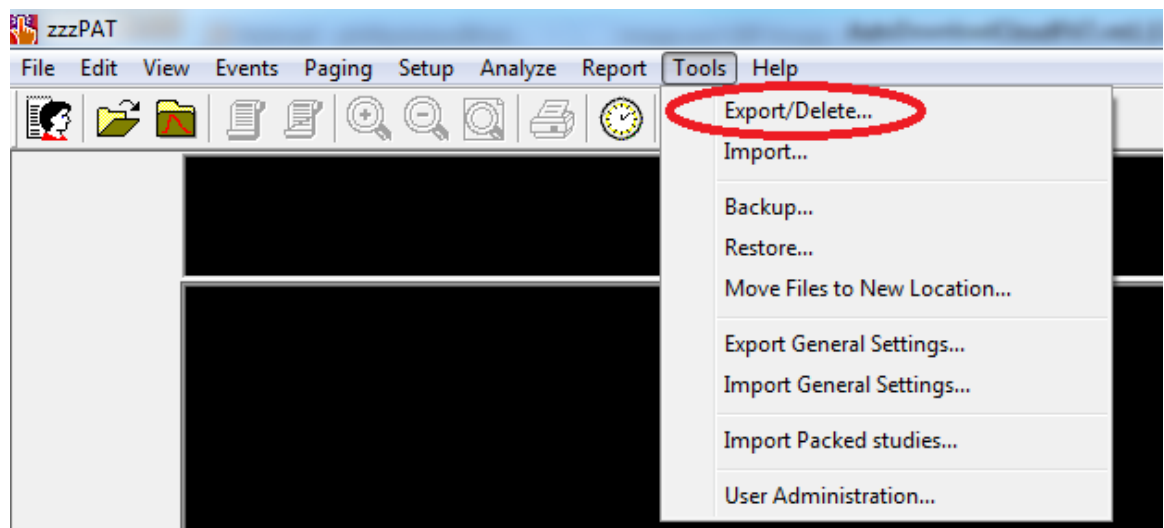 zzzPAT
File Edit View Events Paging Setup Analyze Report Tools Help
Export/Delete...
Import...
Backup...
Restore...
Move Files to New Location...
Export General Settings...
Import General Settings...
Import Packed studies...
User Administration...